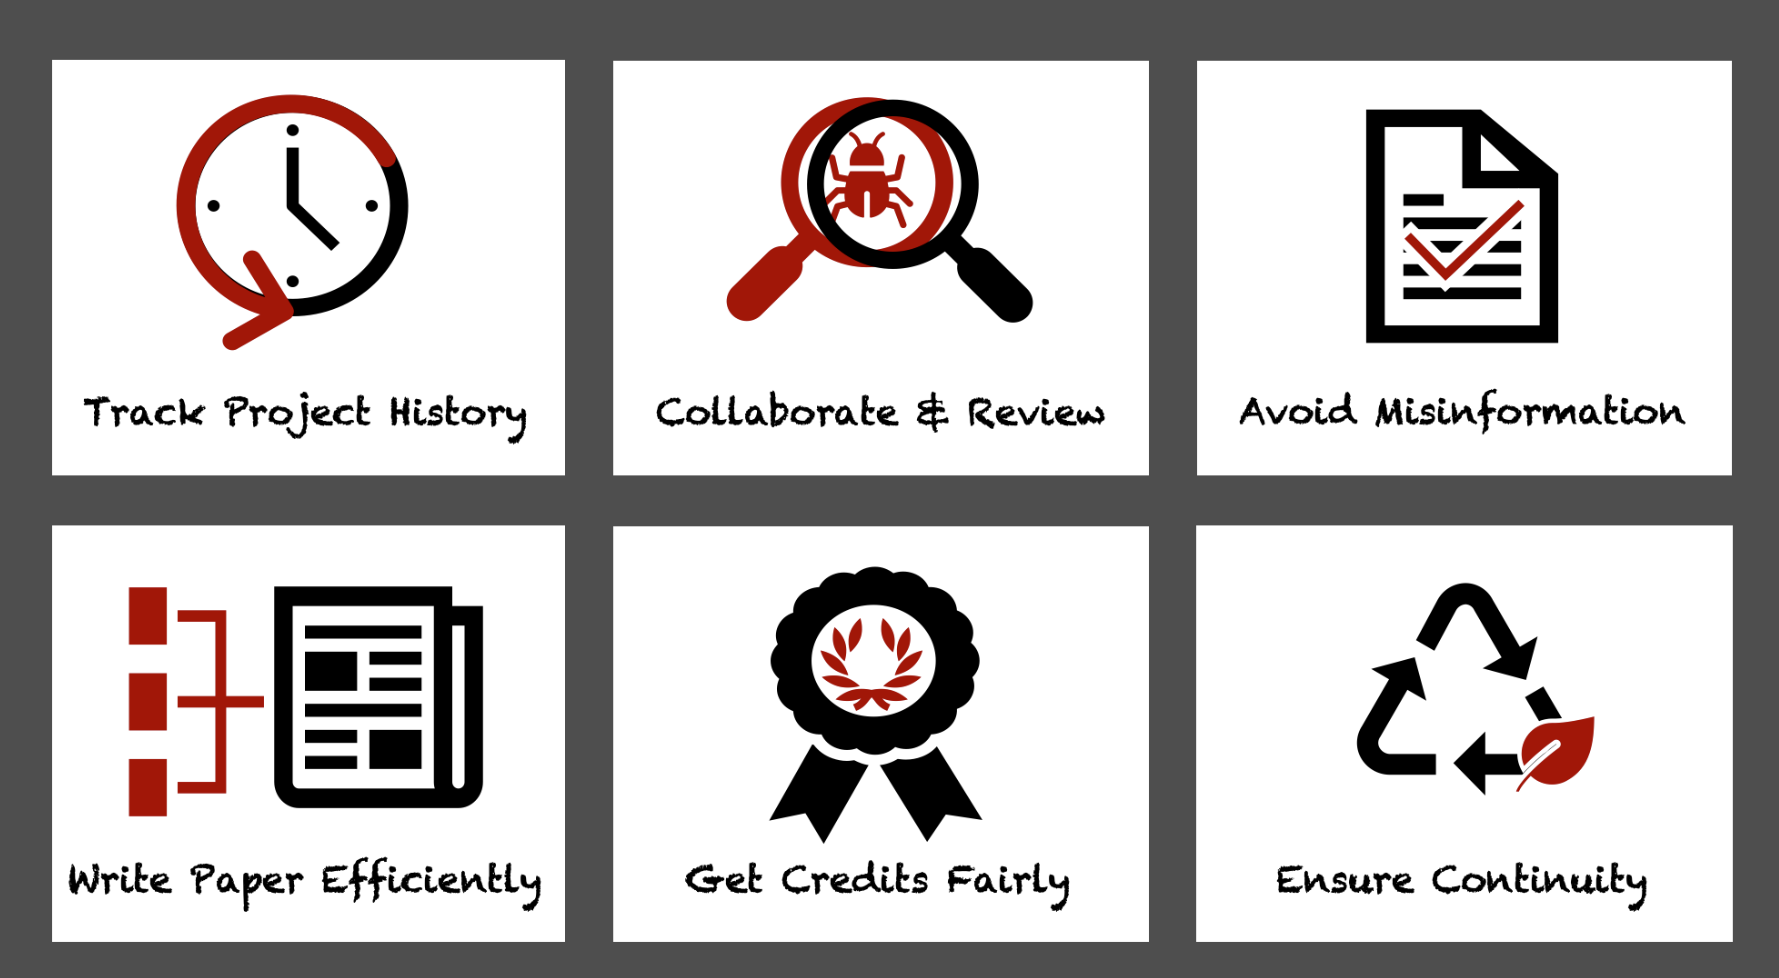 Track Project History
Collaborate & Review
Avoid Misinformation
Write Paper Efficiently
Get Credits Fairly
Ensure Continuity